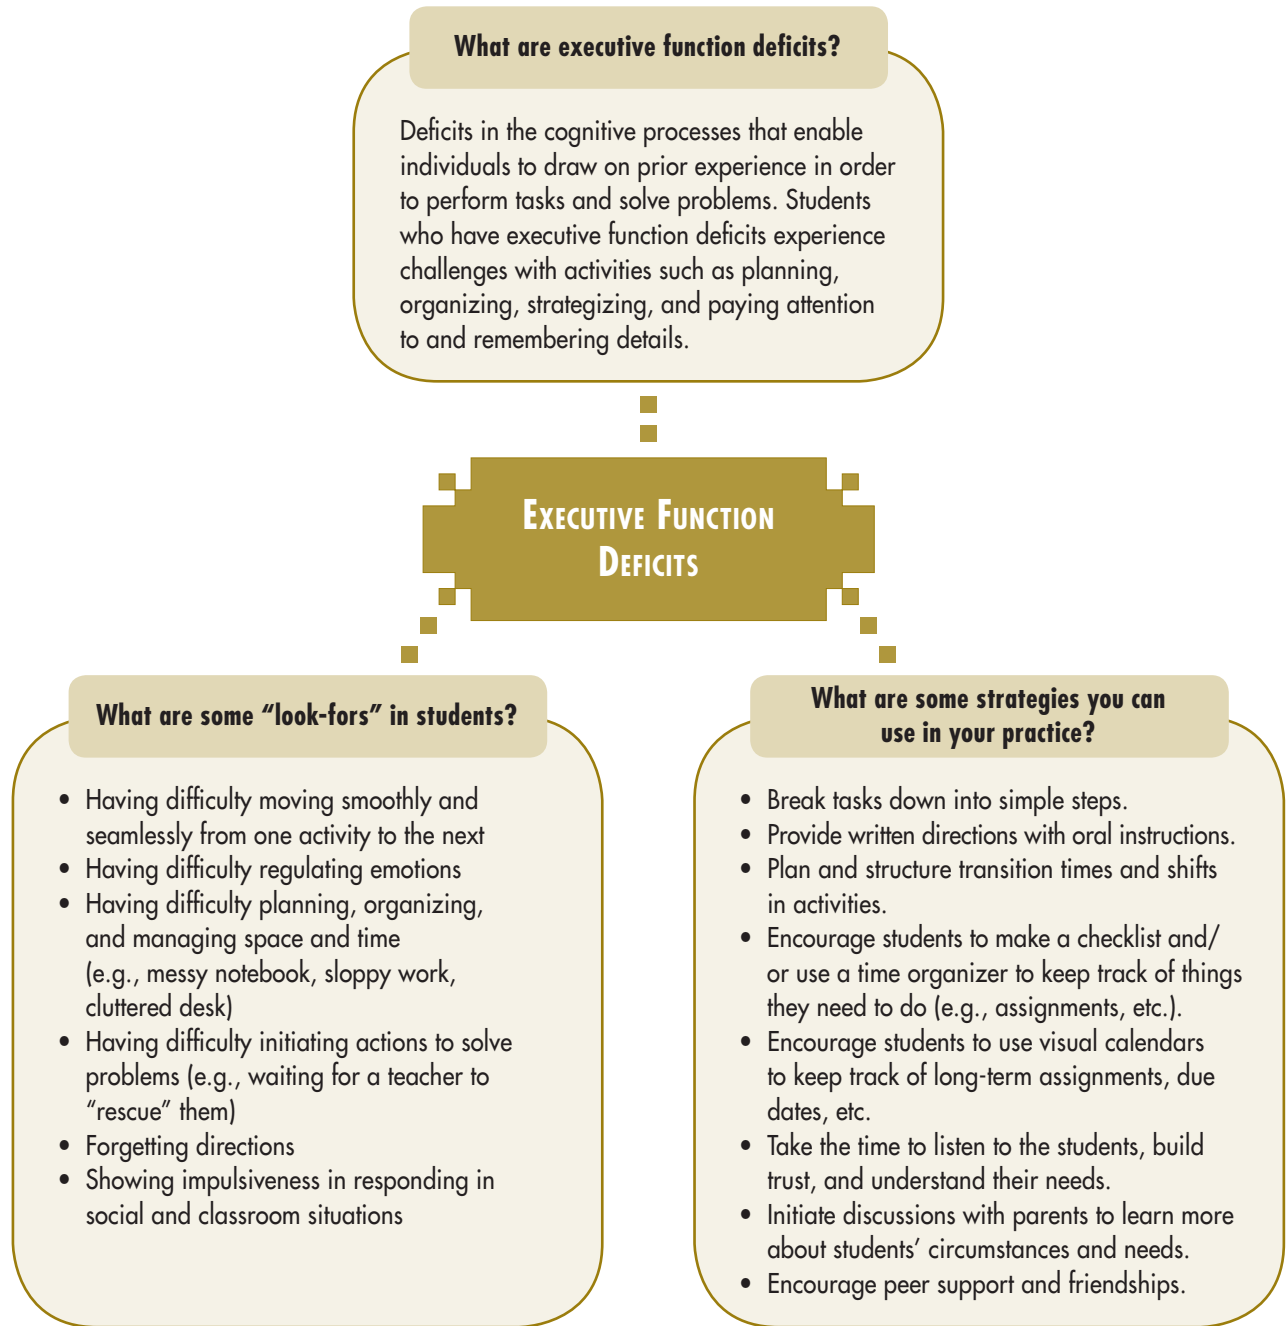 What are executive function deficits?
Deficits in the cognitive processes that enable
individuals to draw on prior experience in order
to perform tasks and solve problems. Students
who have executive function deficits experience
challenges with activities such as planning,
organizing, strategizing, and paying attention
to and remembering details.
Executive Function
Deficits
What are some “look-fors” in students?
• Having difficulty moving smoothly and
seamlessly from one activity to the next
• Having difficulty regulating emotions
• Having difficulty planning, organizing,
and managing space and time
(e.g., messy notebook, sloppy work,
cluttered desk)
• Having difficulty initiating actions to solve
problems (e.g., waiting for a teacher to
“rescue” them)
• Forgetting directions
• Showing impulsiveness in responding in
social and classroom situations
What are some strategies you can
use in your practice?
• Break tasks down into simple steps.
• Provide written directions with oral instructions.
• Plan and structure transition times and shifts
in activities.
• Encourage students to make a checklist and/
or use a time organizer to keep track of things
they need to do (e.g., assignments, etc.).
• Encourage students to use visual calendars
to keep track of long-term assignments, due
dates, etc.
• Take the time to listen to the students, build
trust, and understand their needs.
• Initiate discussions with parents to learn more
about students’ circumstances and needs.
• Encourage peer support and friendships.